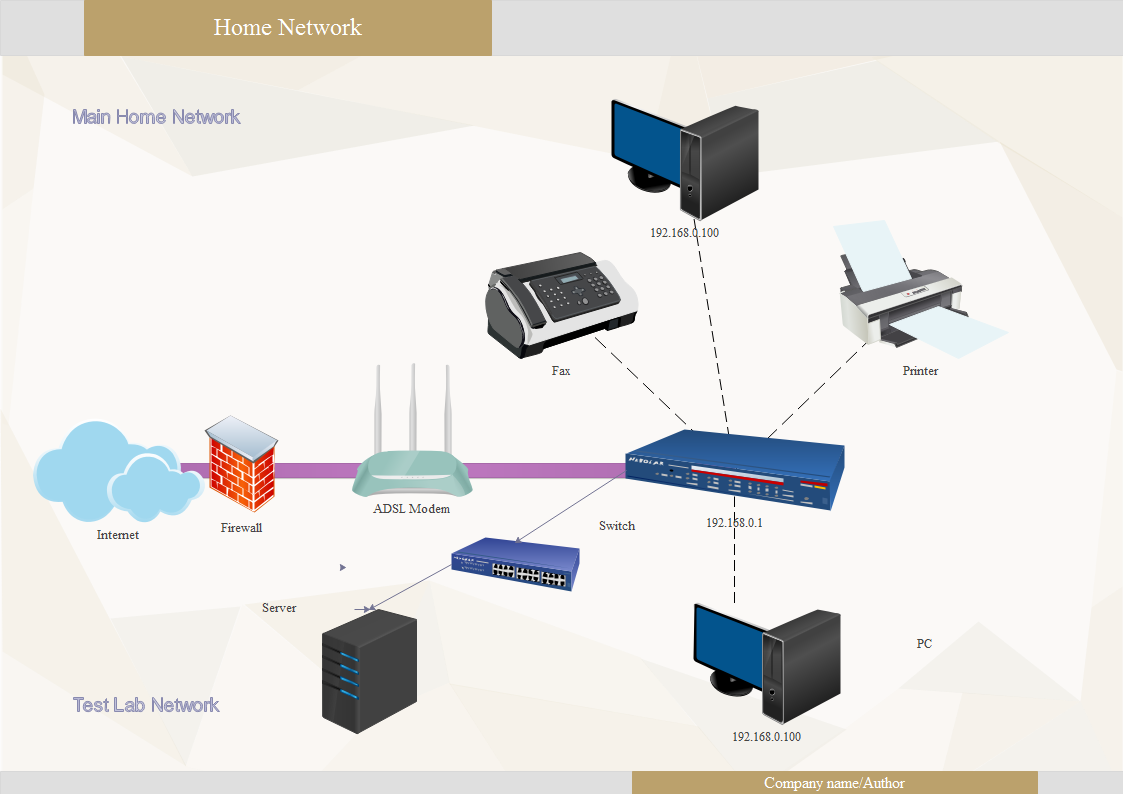 Home Network
Main Home Network
192.168.0.100
Fax
Printer
ADSL Modem
Internet
Firewall
Switch
192.168.0.1
Server
PC
Test Lab Network
192.168.0.100
Company name/Author